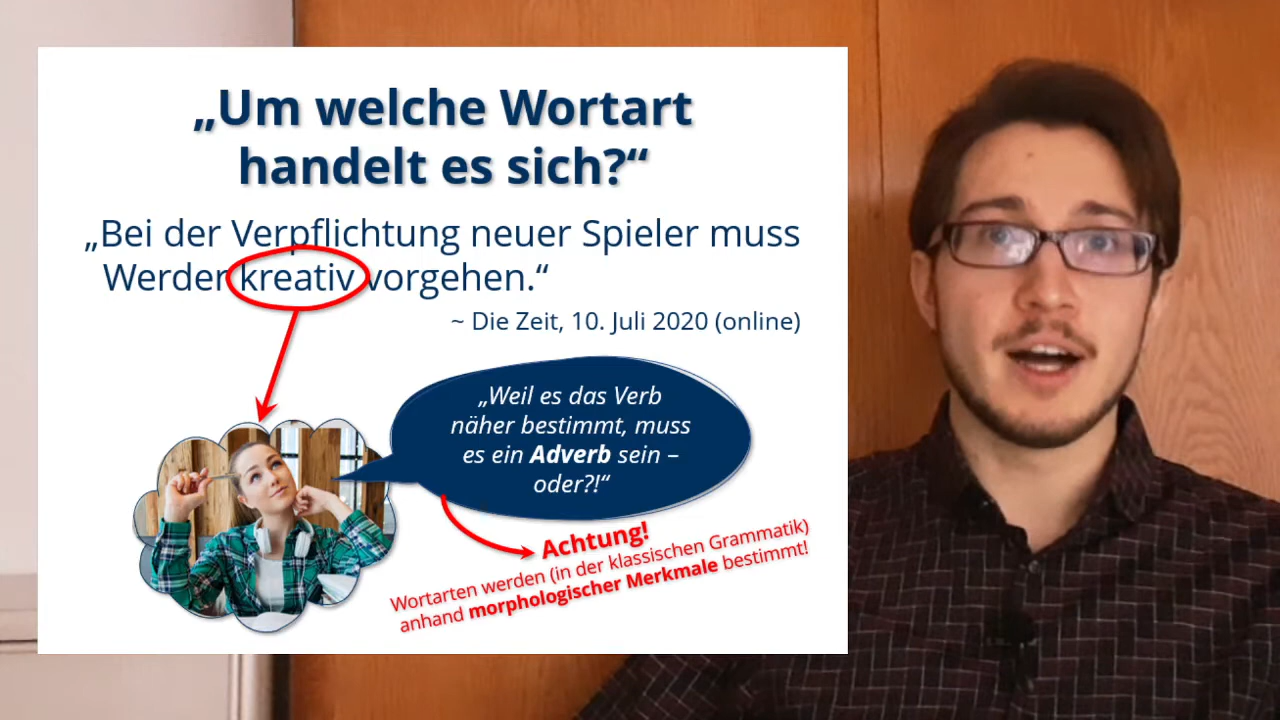 „Um welche Wortart
handelt es sich?“
„Bei der Verpflichtung neuer Spieler muss
Werder kreativ vorgehen.“
~ Die Zeit, 10. Juli 2020 (online)
„Weil es das Verb
näher bestimmt, muss
es ein Adverb sein –
oder?!“
Achtung!
Wortarten werden (in der klassischen Grammatik)
anhand morphologischer Merkmale bestimmt!